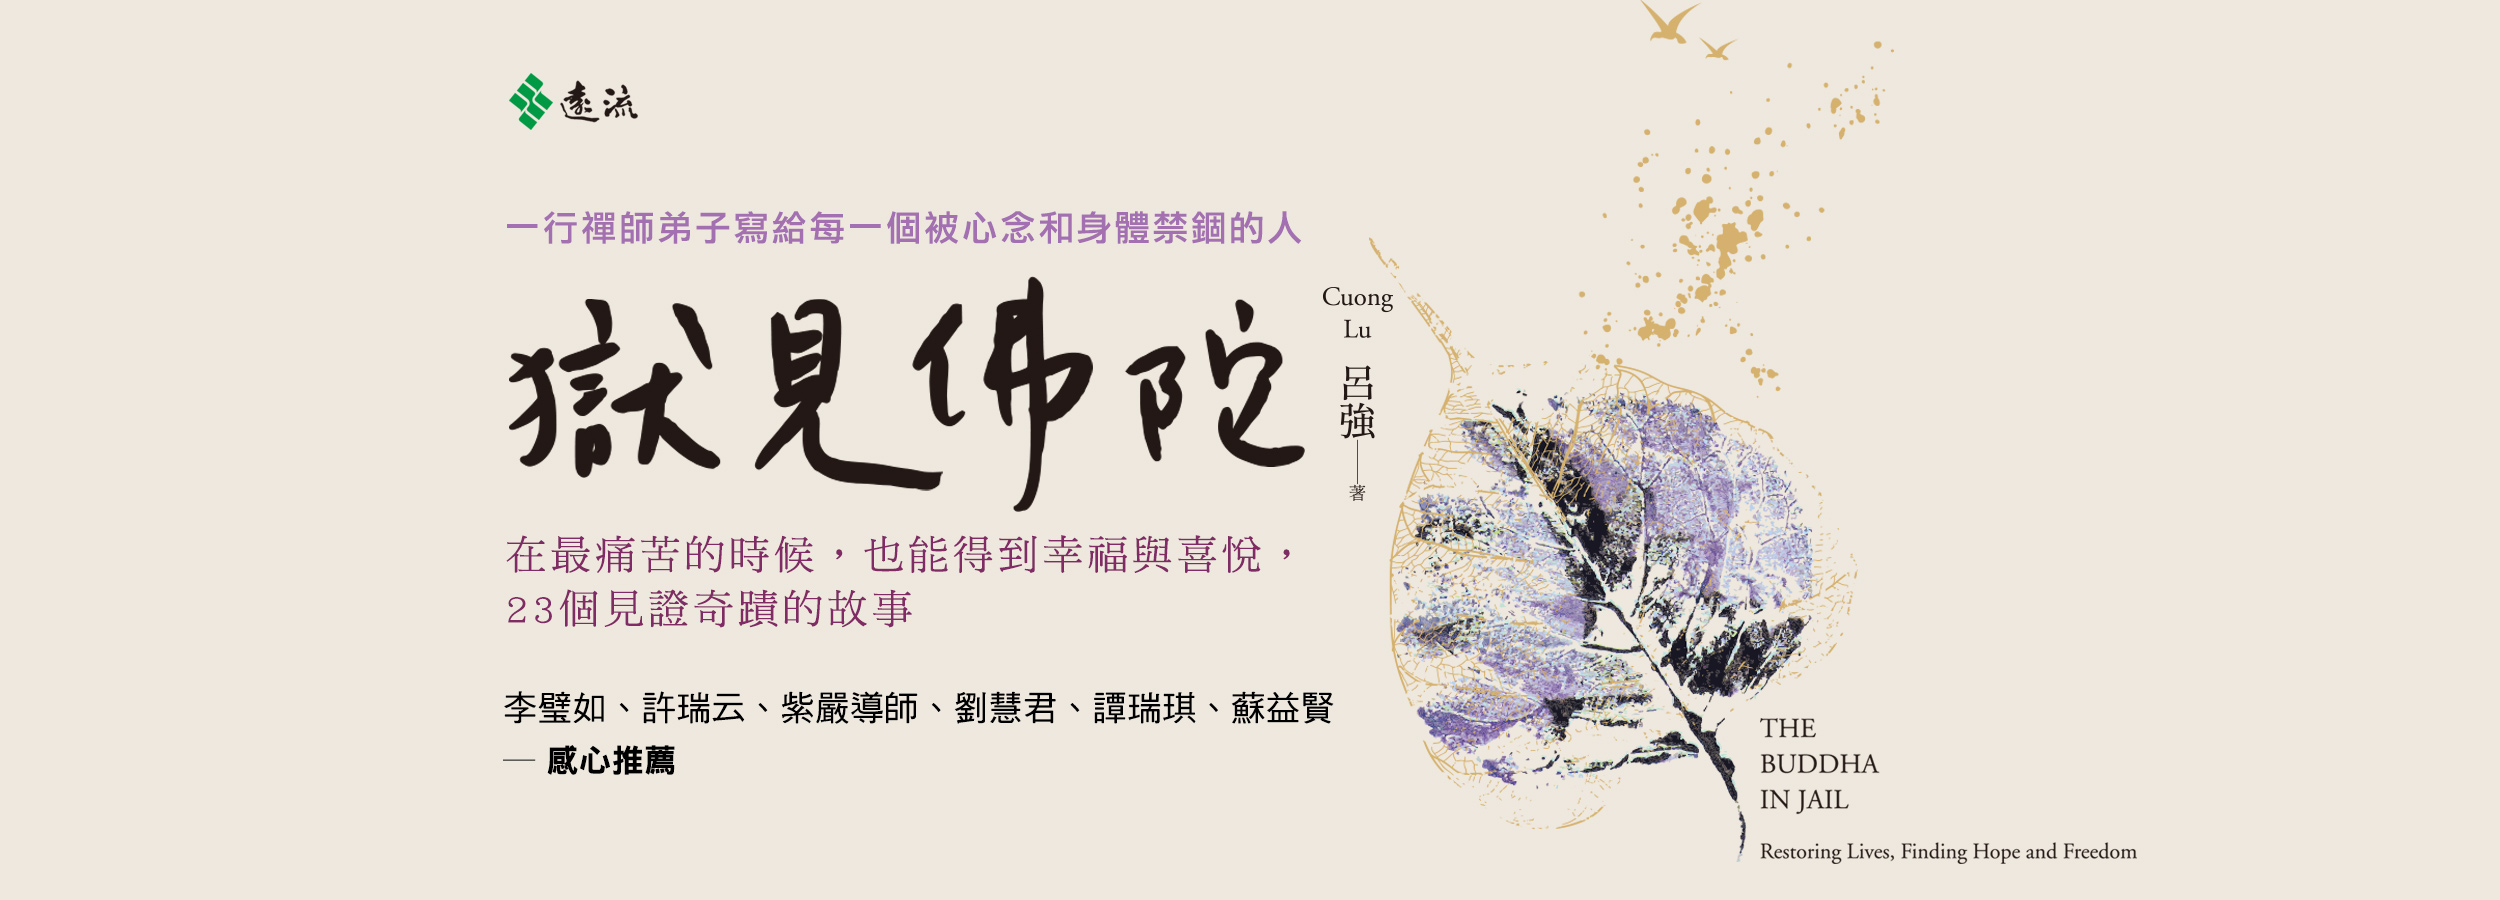 遠流
一行禪師弟子寫給每一個被心念和身體禁錮的人
獄見佛陀
Cuong
Lu
呂強──著
在最痛苦的時候，也能得到幸福與喜悅，
23個見證奇蹟的故事
李璧如、許瑞云、紫嚴導師、劉慧君、譚瑞琪、蘇益賢
— 感心推薦
THE
BUDDHA
IN JAIL
Restoring Lives, Finding Hope and Freedom